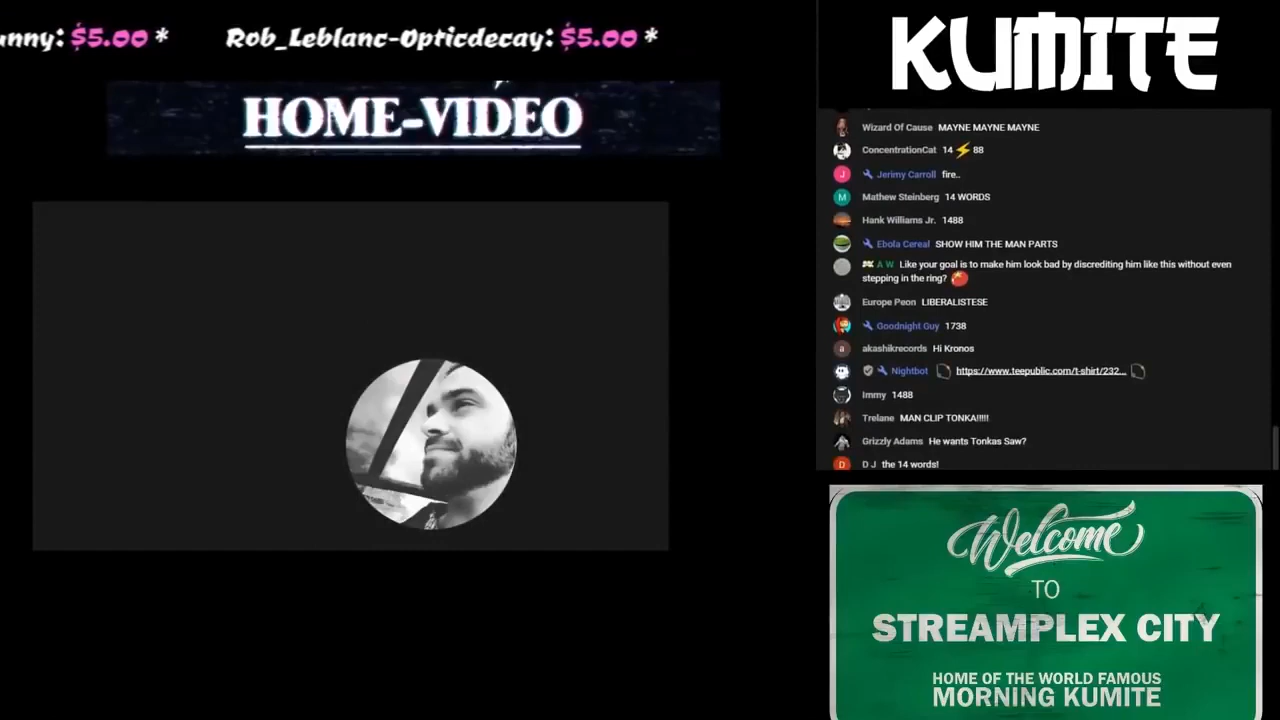 unny: $5.00 * Rob_Leblanc-Opticdecay: $5.00 *
HOME-VIDEO
KUMITE
Wizard Of Cause MAYNE MAYNE MAYNE
ConcentrationCat 14⚡88
J Jerimy Carroll fire..
M Mathew Steinberg 14 WORDS
Hank Williams Jr. 1488
Ebola Cereal SHOW HIM THE MAN PARTS
A W Like your goal is to make him look bad by discrediting him like this without even
stepping in the ring?
Europe Peon LIBERALISTESE
Goodnight Guy 1738
a akashikrecords Hi Kronos
Nightbot https://www.teepublic.com/t-shirt/232...
Immy 1488
Trelane MAN CLIP TONKA!!!!!
Grizzly Adams He wants Tonkas Saw?
D D J the 14 words!
Welcome
TO
STREAMPLEX CITY
HOME OF THE WORLD FAMOUS
MORNING KUMITE